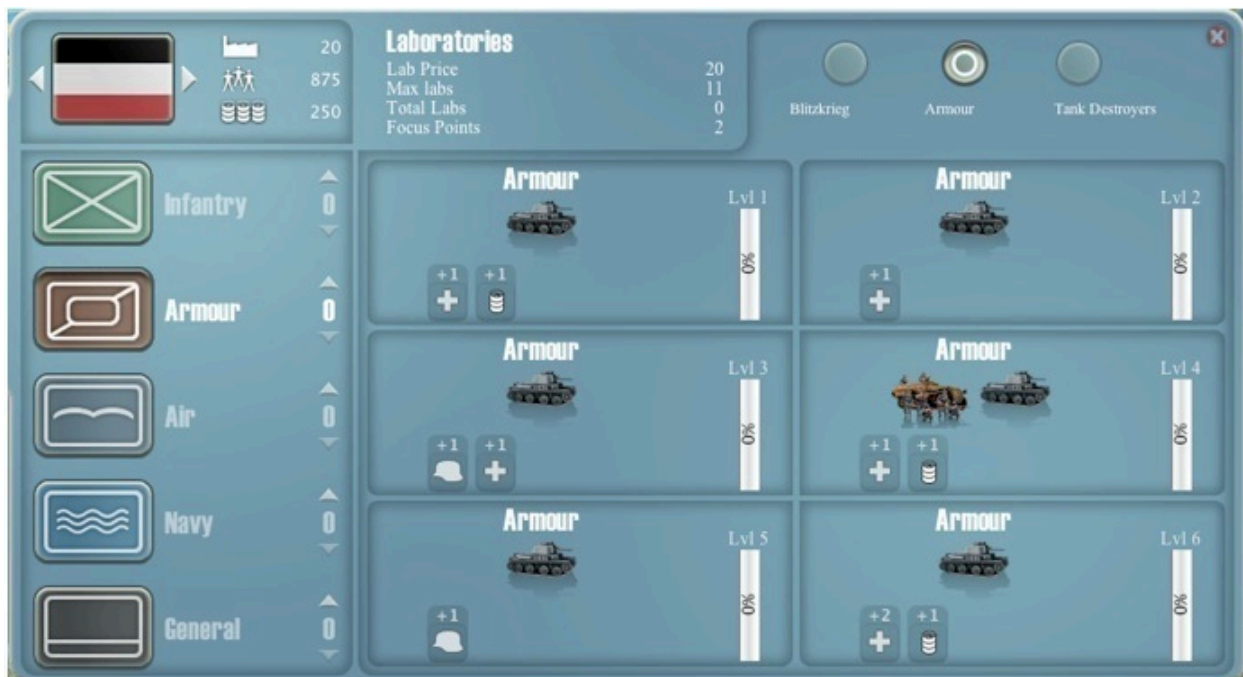 20
875
250
Laboratories
Lab Price 20
Max labs 11
Total Labs 0
Focus Points 2
Blitzkrieg
Armour
Tank Destroyers
Infantry 0
Armour 0
Air 0
Navy 0
General 0
Armour
Lvl 1
+1 +1
0%
Armour
Lvl 2
+1
0%
Armour
Lvl 3
+1 +1
0%
Armour
Lvl 4
+1 +1
0%
Armour
Lvl 5
+1
0%
Armour
Lvl 6
+2 +1
0%